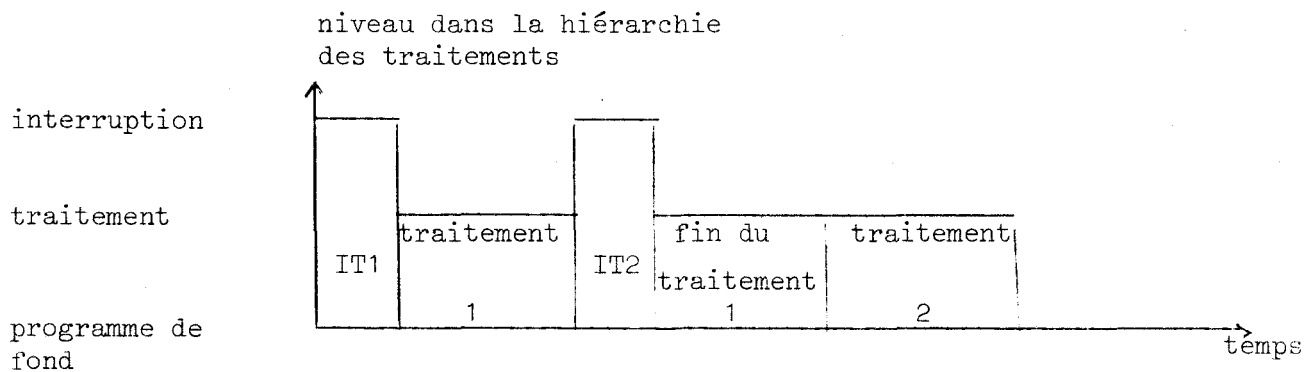 niveau dans la hiérarchie
des traitements
interruption
traitement
traitement
fin du
traitement
IT1
IT2
traitement
1
1
2
programme de
fond
temps